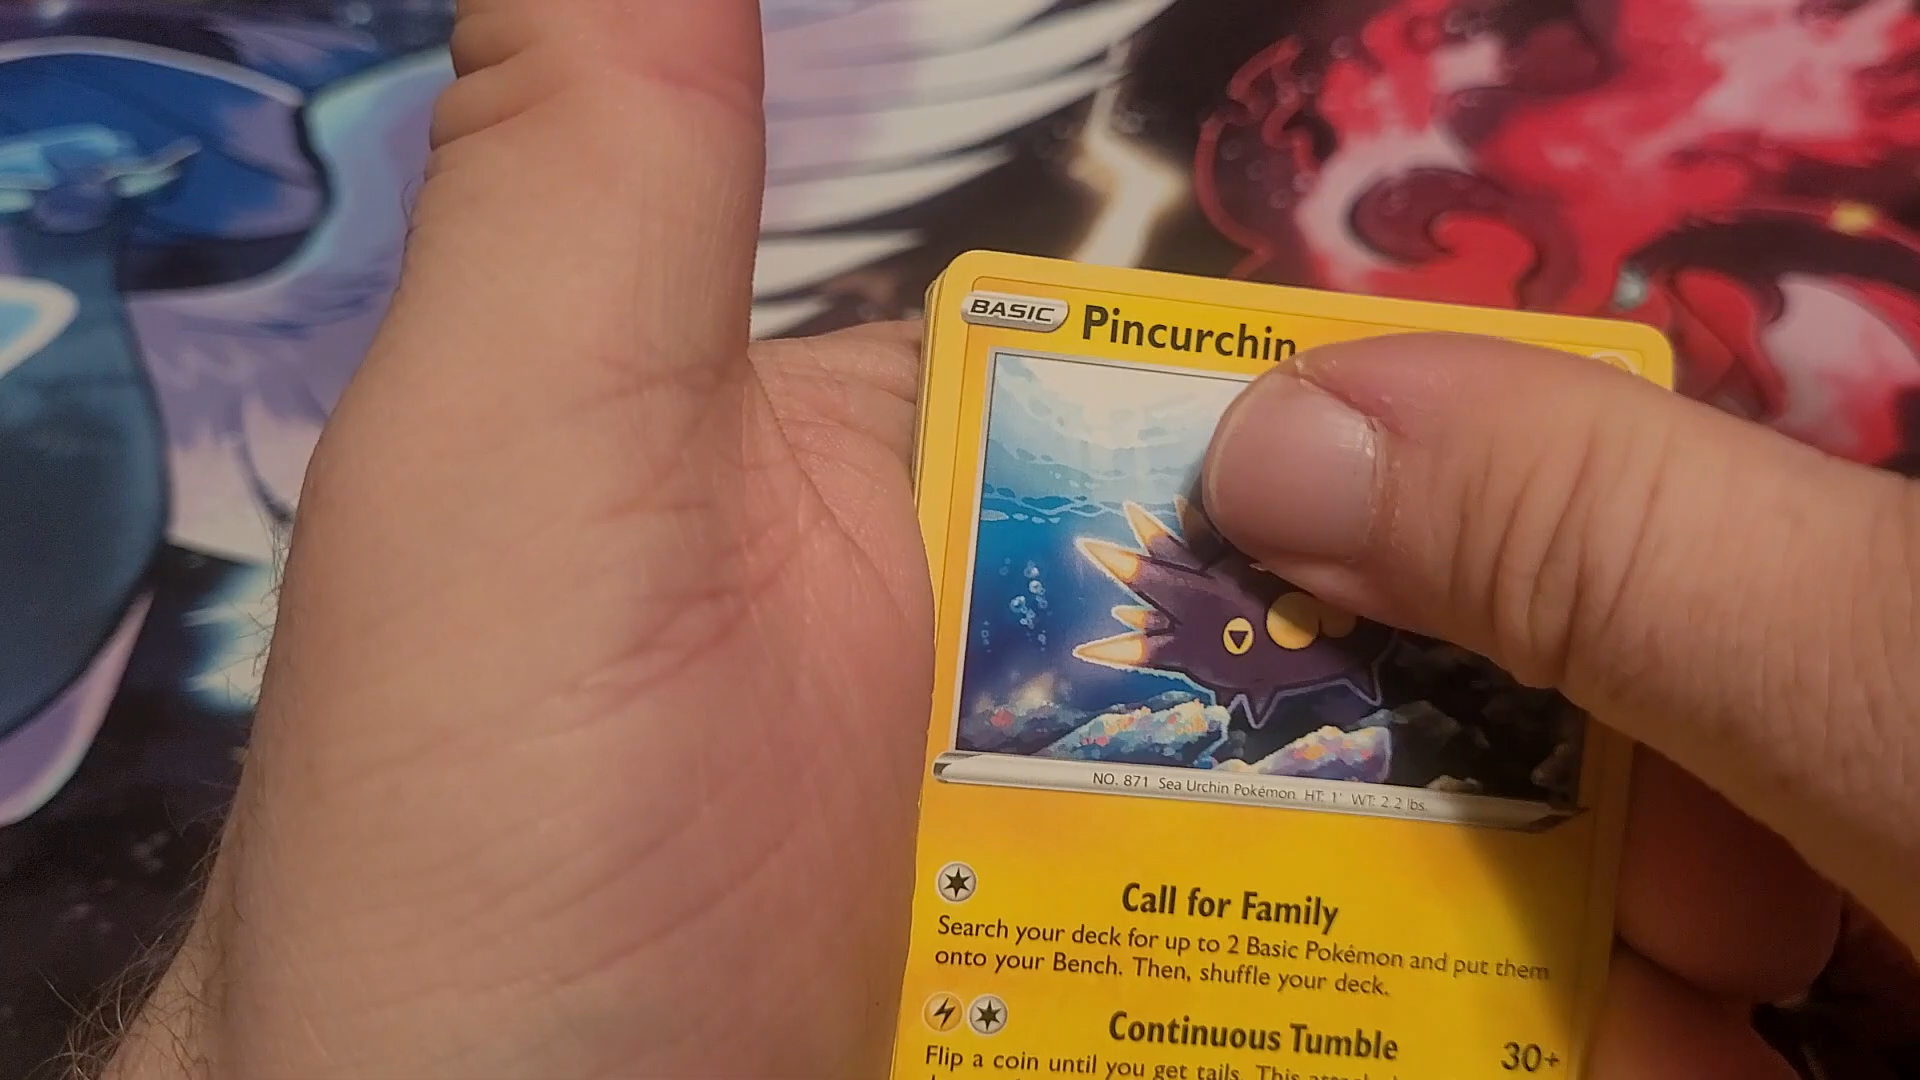 BASIC Pincurchin
NO. 871 Sea Urchin Pokémon HT: 1' WT: 2.2 lbs.
Call for Family
Search your deck for up to 2 Basic Pokémon and put them
onto your Bench. Then, shuffle your deck.
Continuous Tumble 30+
Flip a coin until you get tails. This